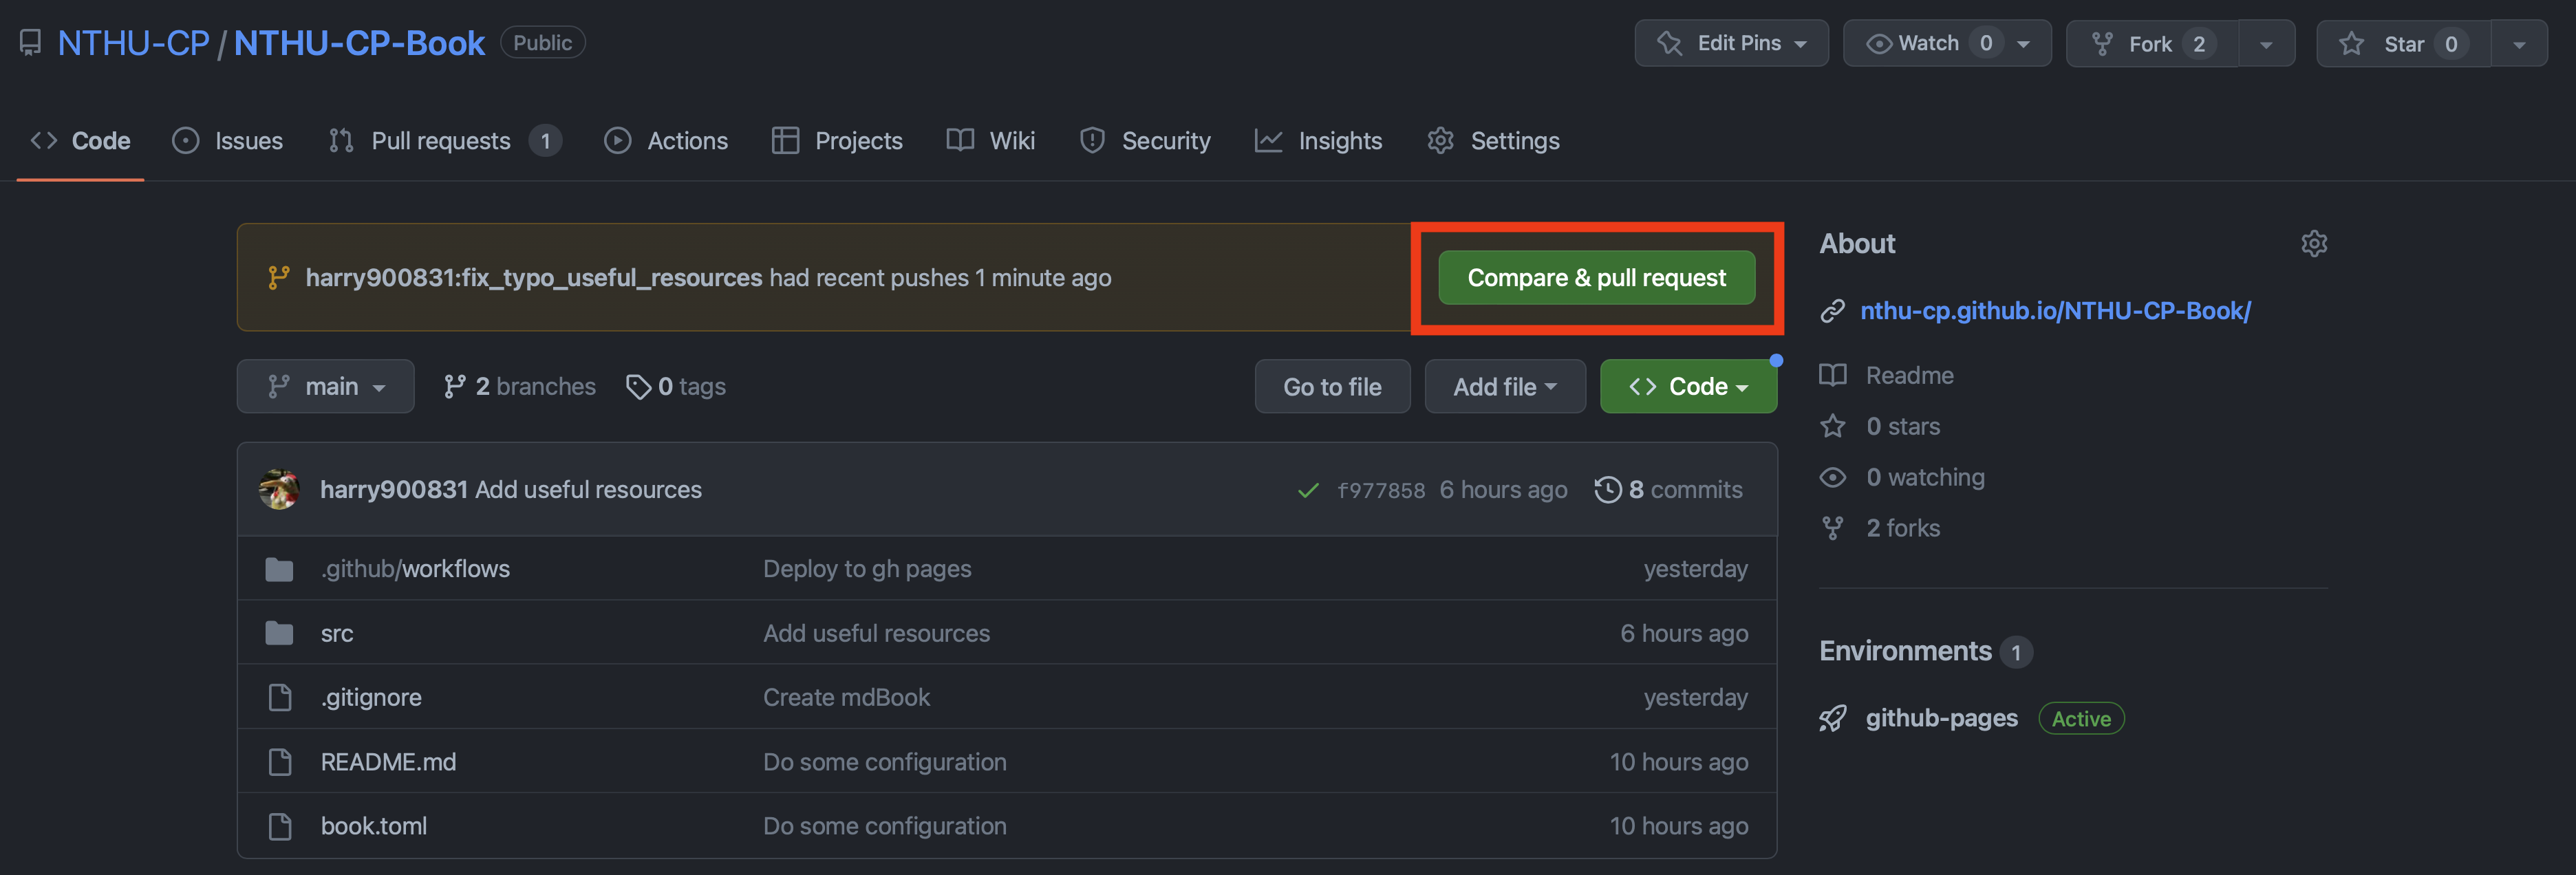 NTHU-CP / NTHU-CP-Book Public
Edit Pins Watch 0 Fork 2 Star 0
Code Issues Pull requests 1 Actions Projects Wiki Security Insights Settings
harry900831:fix_typo_useful_resources had recent pushes 1 minute ago Compare & pull request
main 2 branches 0 tags Go to file Add file Code
harry900831 Add useful resources f977858 6 hours ago 8 commits
.github/workflows Deploy to gh pages yesterday
src Add useful resources 6 hours ago
.gitignore Create mdBook yesterday
README.md Do some configuration 10 hours ago
book.toml Do some configuration 10 hours ago
About
nthu-cp.github.io/NTHU-CP-Book/
Readme
0 stars
0 watching
2 forks
Environments 1
github-pages Active